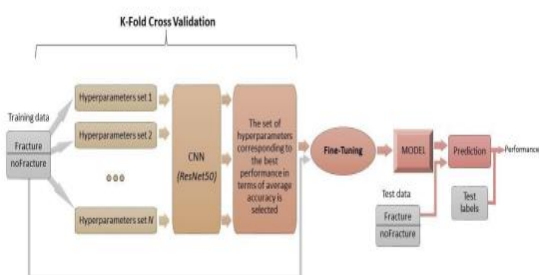 K-Fold Cross Validation
Training data
Fracture
noFracture
Hyperparameters set 1
Hyperparameters set 2
Hyperparameters set N
CNN
(ResNet50)
The set of
hyperparameters
corresponding to
the best
performance in
terms of average
accuracy is
selected
Fine-Tuning
MODEL
Prediction
Performance
Test data
Fracture
noFracture
Test
labels